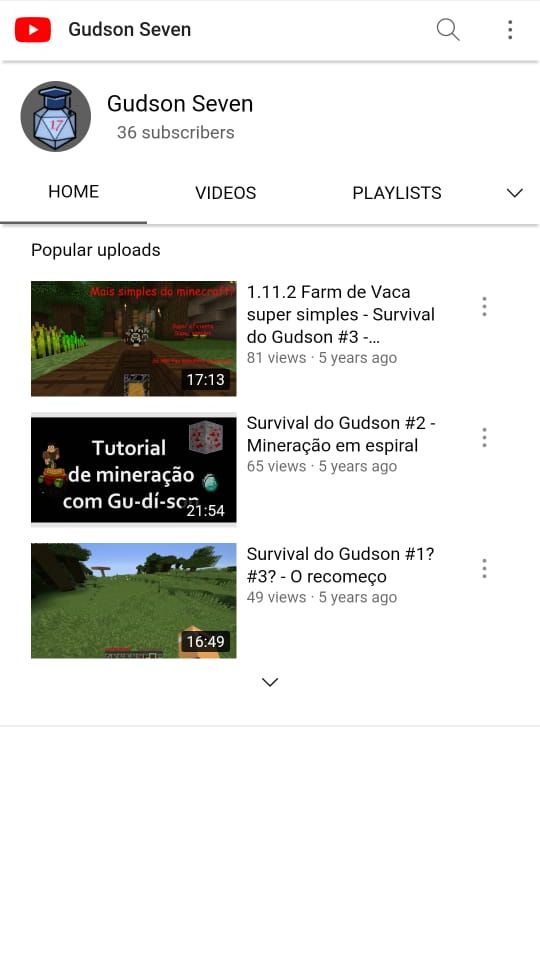 Gudson Seven
Gudson Seven
17
36 subscribers
HOME
VIDEOS
PLAYLISTS
Popular uploads
Mais simples do minecraft?
17:13
1.11.2 Farm de Vaca
super simples - Survival
do Gudson #3 -...
81 views · 5 years ago
Tutorial
de mineração
com Gu-dí-son
21:54
Survival do Gudson #2 -
Mineração em espiral
65 views · 5 years ago
16:49
Survival do Gudson #1?
#3? - O recomeço
49 views · 5 years ago